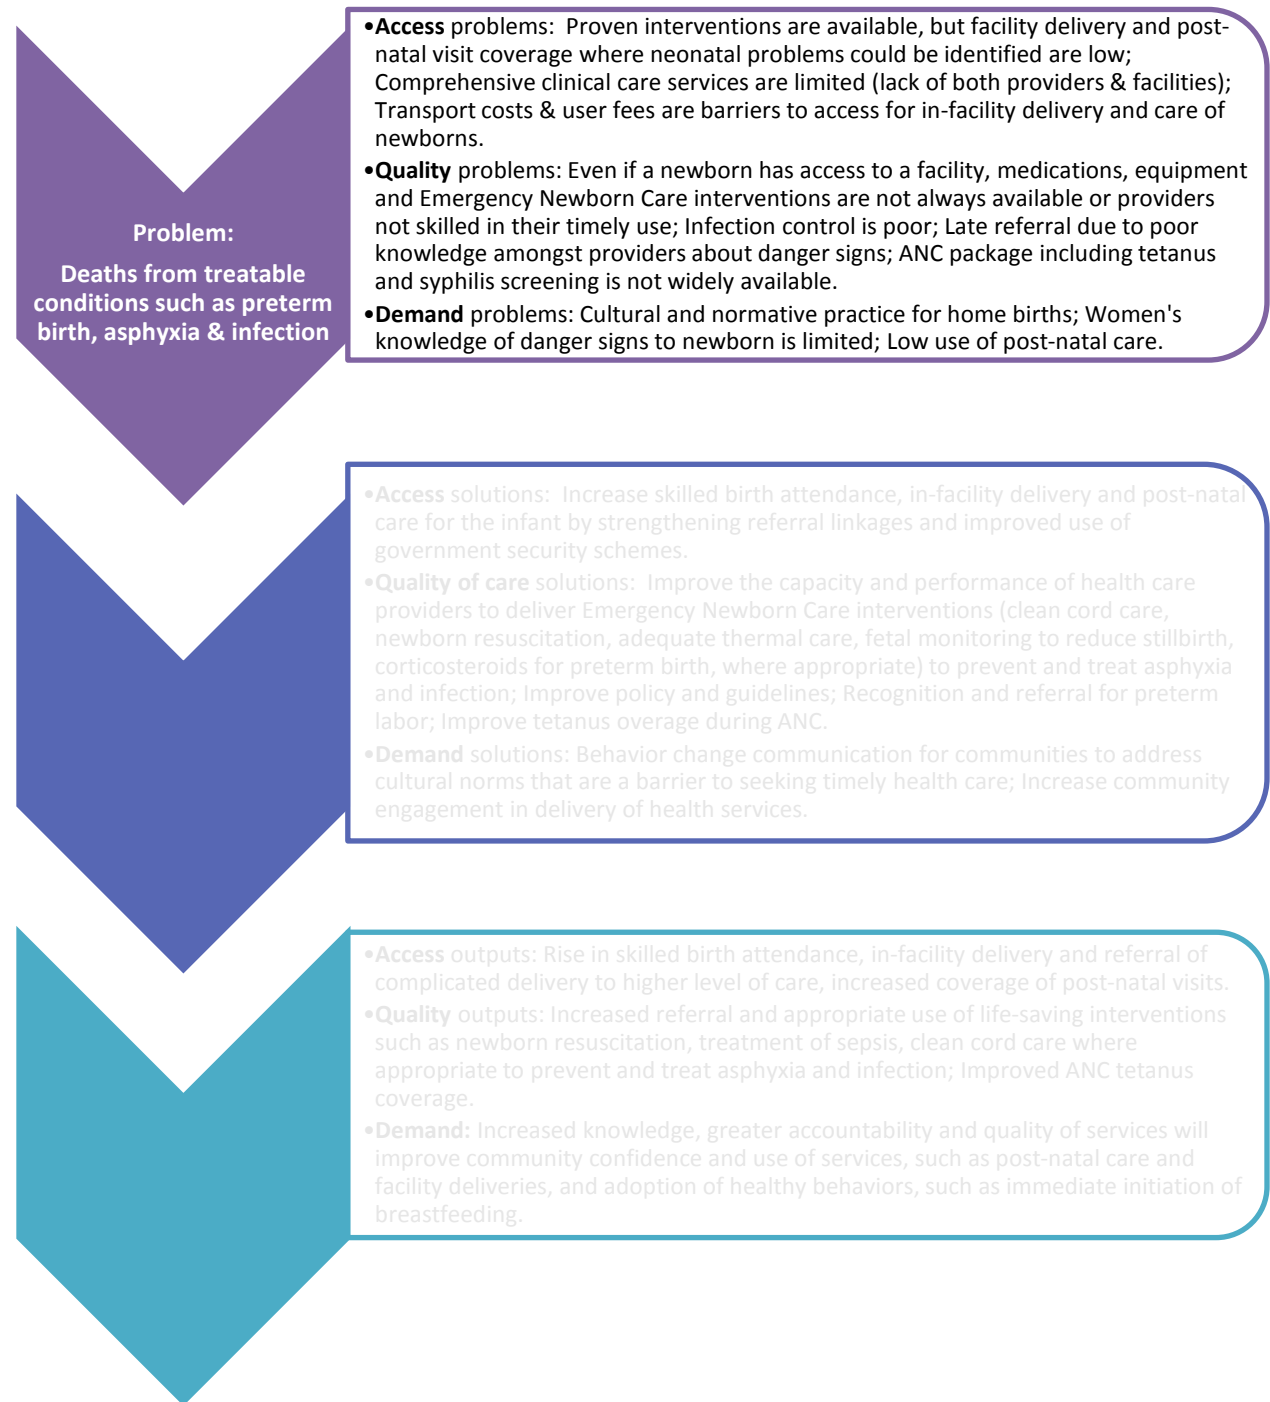 •Access problems:  Proven interventions are available, but facility delivery and post-
natal visit coverage where neonatal problems could be identified are low;
Comprehensive clinical care services are limited (lack of both providers & facilities);
Transport costs & user fees are barriers to access for in-facility delivery and care of
newborns.
•Quality problems: Even if a newborn has access to a facility, medications, equipment
and Emergency Newborn Care interventions are not always available or providers
not skilled in their timely use; Infection control is poor; Late referral due to poor
knowledge amongst providers about danger signs; ANC package including tetanus
and syphilis screening is not widely available.
•Demand problems: Cultural and normative practice for home births; Women's
knowledge of danger signs to newborn is limited; Low use of post-natal care.
Problem:
Deaths from treatable
conditions such as preterm
birth, asphyxia & infection
•Access solutions:  Increase skilled birth attendance, in-facility delivery and post-natal
care for the infant by strengthening referral linkages and improved use of
government security schemes.
•Quality of care solutions:  Improve the capacity and performance of health care
providers to deliver Emergency Newborn Care interventions (clean cord care,
newborn resuscitation, adequate thermal care, fetal monitoring to reduce stillbirth,
corticosteroids for preterm birth, where appropriate) to prevent and treat asphyxia
and infection; Improve policy and guidelines; Recognition and referral for preterm
labor; Improve tetanus overage during ANC.
•Demand solutions: Behavior change communication for communities to address
cultural norms that are a barrier to seeking timely health care; Increase community
engagement in delivery of health services.
•Access outputs: Rise in skilled birth attendance, in-facility delivery and referral of
complicated delivery to higher level of care, increased coverage of post-natal visits.
•Quality outputs: Increased referral and appropriate use of life-saving interventions
such as newborn resuscitation, treatment of sepsis, clean cord care where
appropriate to prevent and treat asphyxia and infection; Improved ANC tetanus
coverage.
•Demand: Increased knowledge, greater accountability and quality of services will
improve community confidence and use of services, such as post-natal care and
facility deliveries, and adoption of healthy behaviors, such as immediate initiation of
breastfeeding.